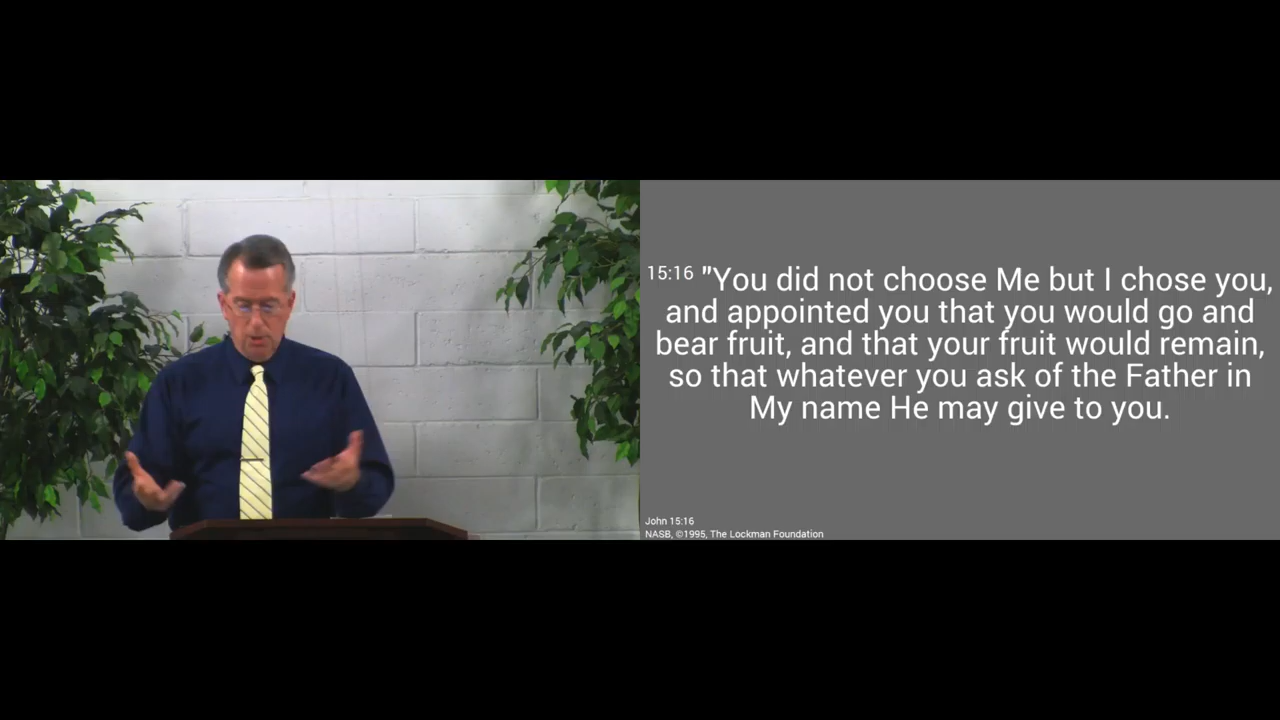 15:16 "You did not choose Me but I chose you,
and appointed you that you would go and
bear fruit, and that your fruit would remain,
so that whatever you ask of the Father in
My name He may give to you.
John 15:16
NASB, ©1995, The Lockman Foundation